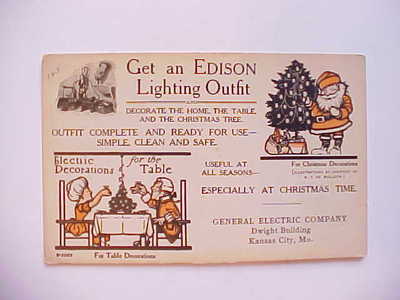 Get an EDISON
Lighting Outfit
DECORATE THE HOME, THE TABLE,
AND THE CHRISTMAS TREE.
OUTFIT COMPLETE AND READY FOR USE—
SIMPLE, CLEAN AND SAFE.
For Christmas Decorations
Electric
Decorations
for the
Table
USEFUL AT
ALL SEASONS—
ESPECIALLY AT CHRISTMAS TIME.
GENERAL ELECTRIC COMPANY
Dwight Building
Kansas City, Mo.
For Table Decorations